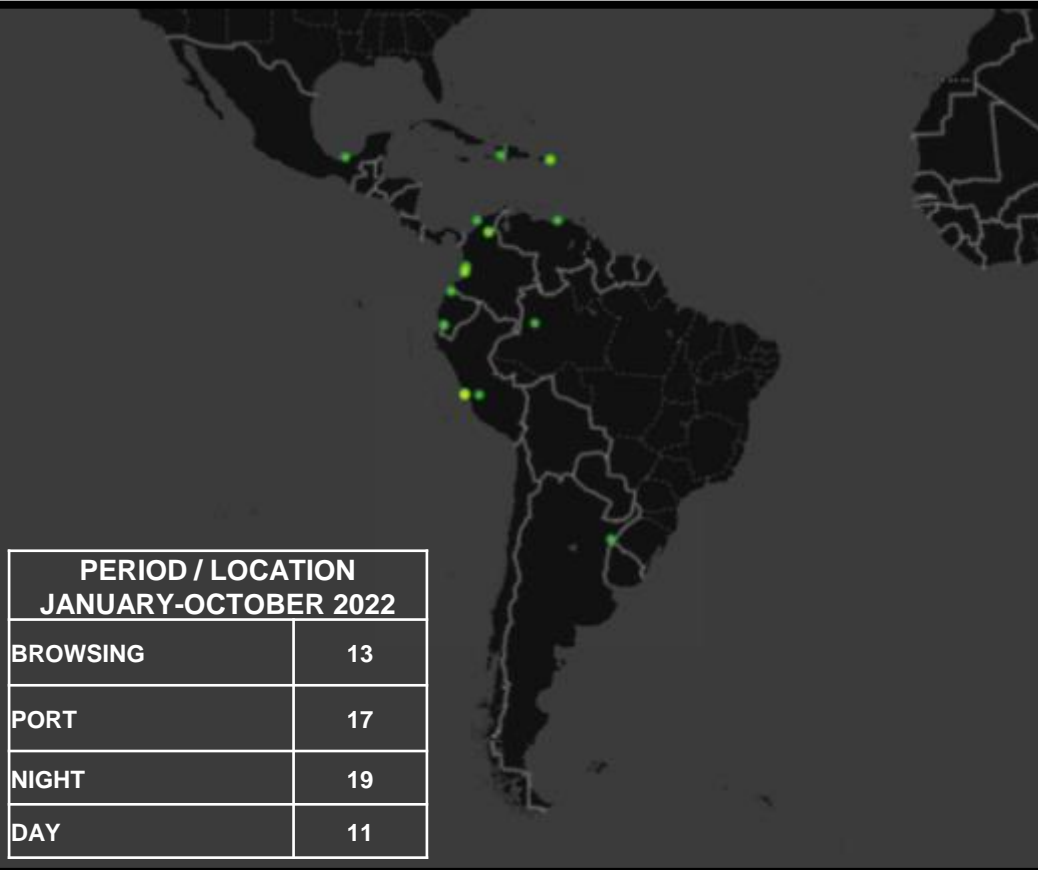 PERIOD / LOCATION
JANUARY-OCTOBER 2022
BROWSING 13
PORT 17
NIGHT 19
DAY 11